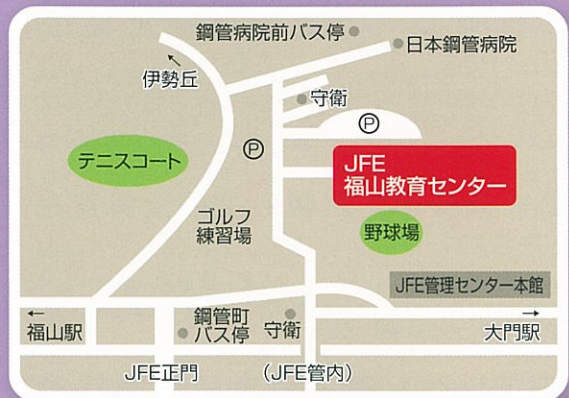 鋼管病院前バス停
日本鋼管病院
↖
伊勢丘
守衛
Ⓟ
Ⓟ
テニスコート
JFE
福山教育センター
ゴルフ
練習場
野球場
JFE管理センター本館
←
福山駅
鋼管町
バス停
守衛
→
大門駅
JFE正門
(JFE管内)